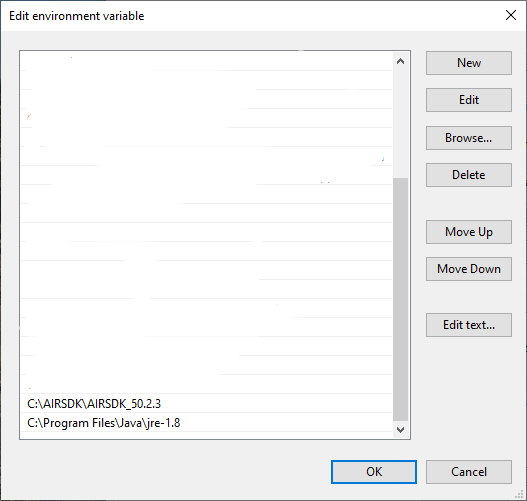 Edit environment variable
New
Edit
Browse...
Delete
Move Up
Move Down
Edit text...
C:\AIRSDK\AIRSDK_50.2.3
C:\Program Files\Java\jre-1.8
OK
Cancel